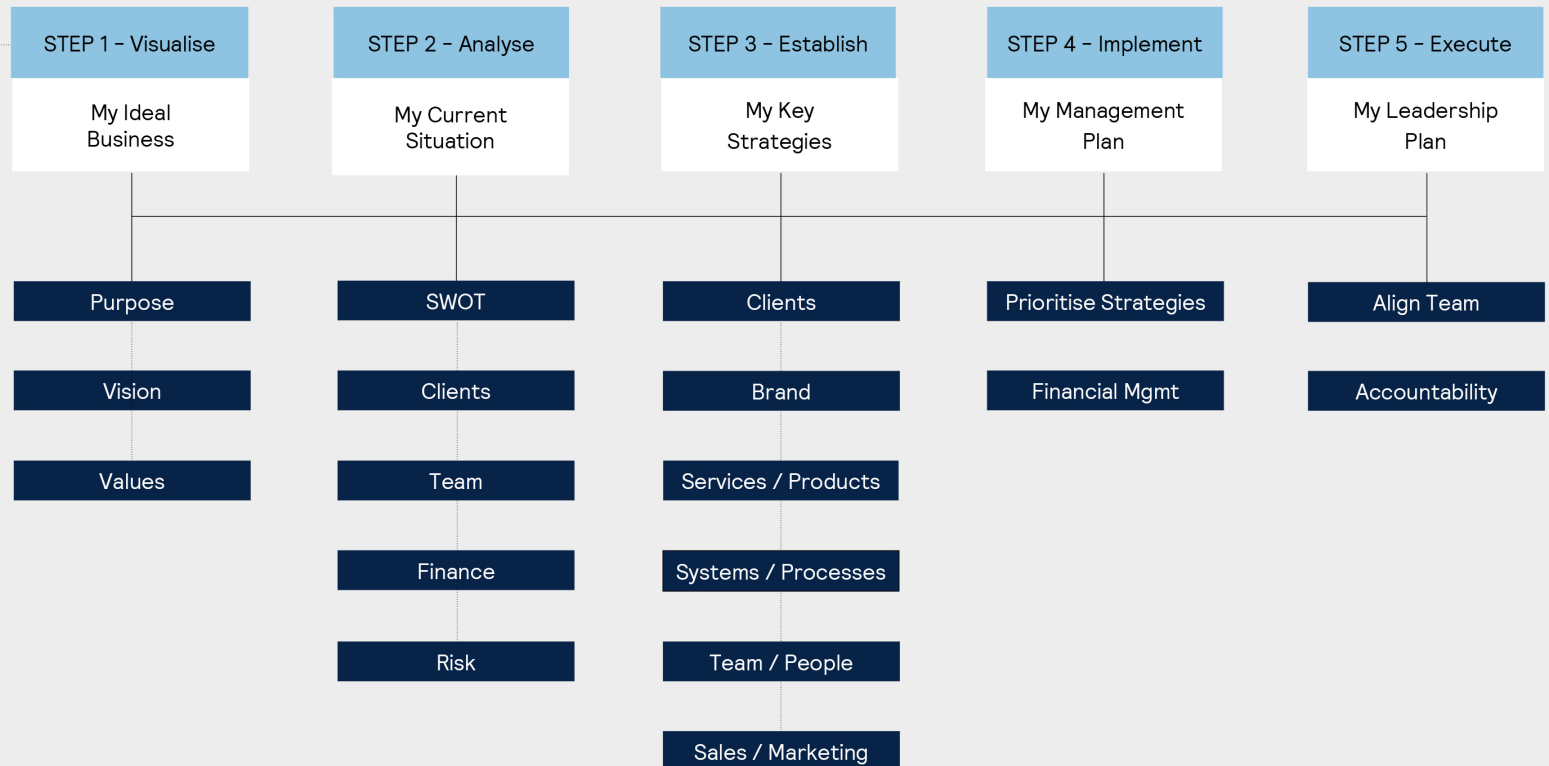 STEP 1 - Visualise
My Ideal
Business
Purpose
Vision
Values
STEP 2 - Analyse
My Current
Situation
SWOT
Clients
Team
Finance
Risk
STEP 3 - Establish
My Key
Strategies
Clients
Brand
Services / Products
Systems / Processes
Team / People
Sales / Marketing
STEP 4 - Implement
My Management
Plan
Prioritise Strategies
Financial Mgmt
STEP 5 - Execute
My Leadership
Plan
Align Team
Accountability